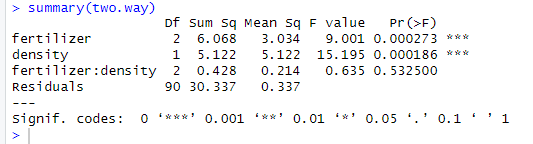 > summary(two.way)
Df Sum Sq Mean Sq F value Pr(>F)
fertilizer 2 6.068 3.034 9.001 0.000273 ***
density 1 5.122 5.122 15.195 0.000186 ***
fertilizer:density 2 0.428 0.214 0.635 0.532500
Residuals 90 30.337 0.337
---
Signif. codes: 0 ‘***’ 0.001 ‘**’ 0.01 ‘*’ 0.05 ‘.’ 0.1 ‘ ’ 1
>